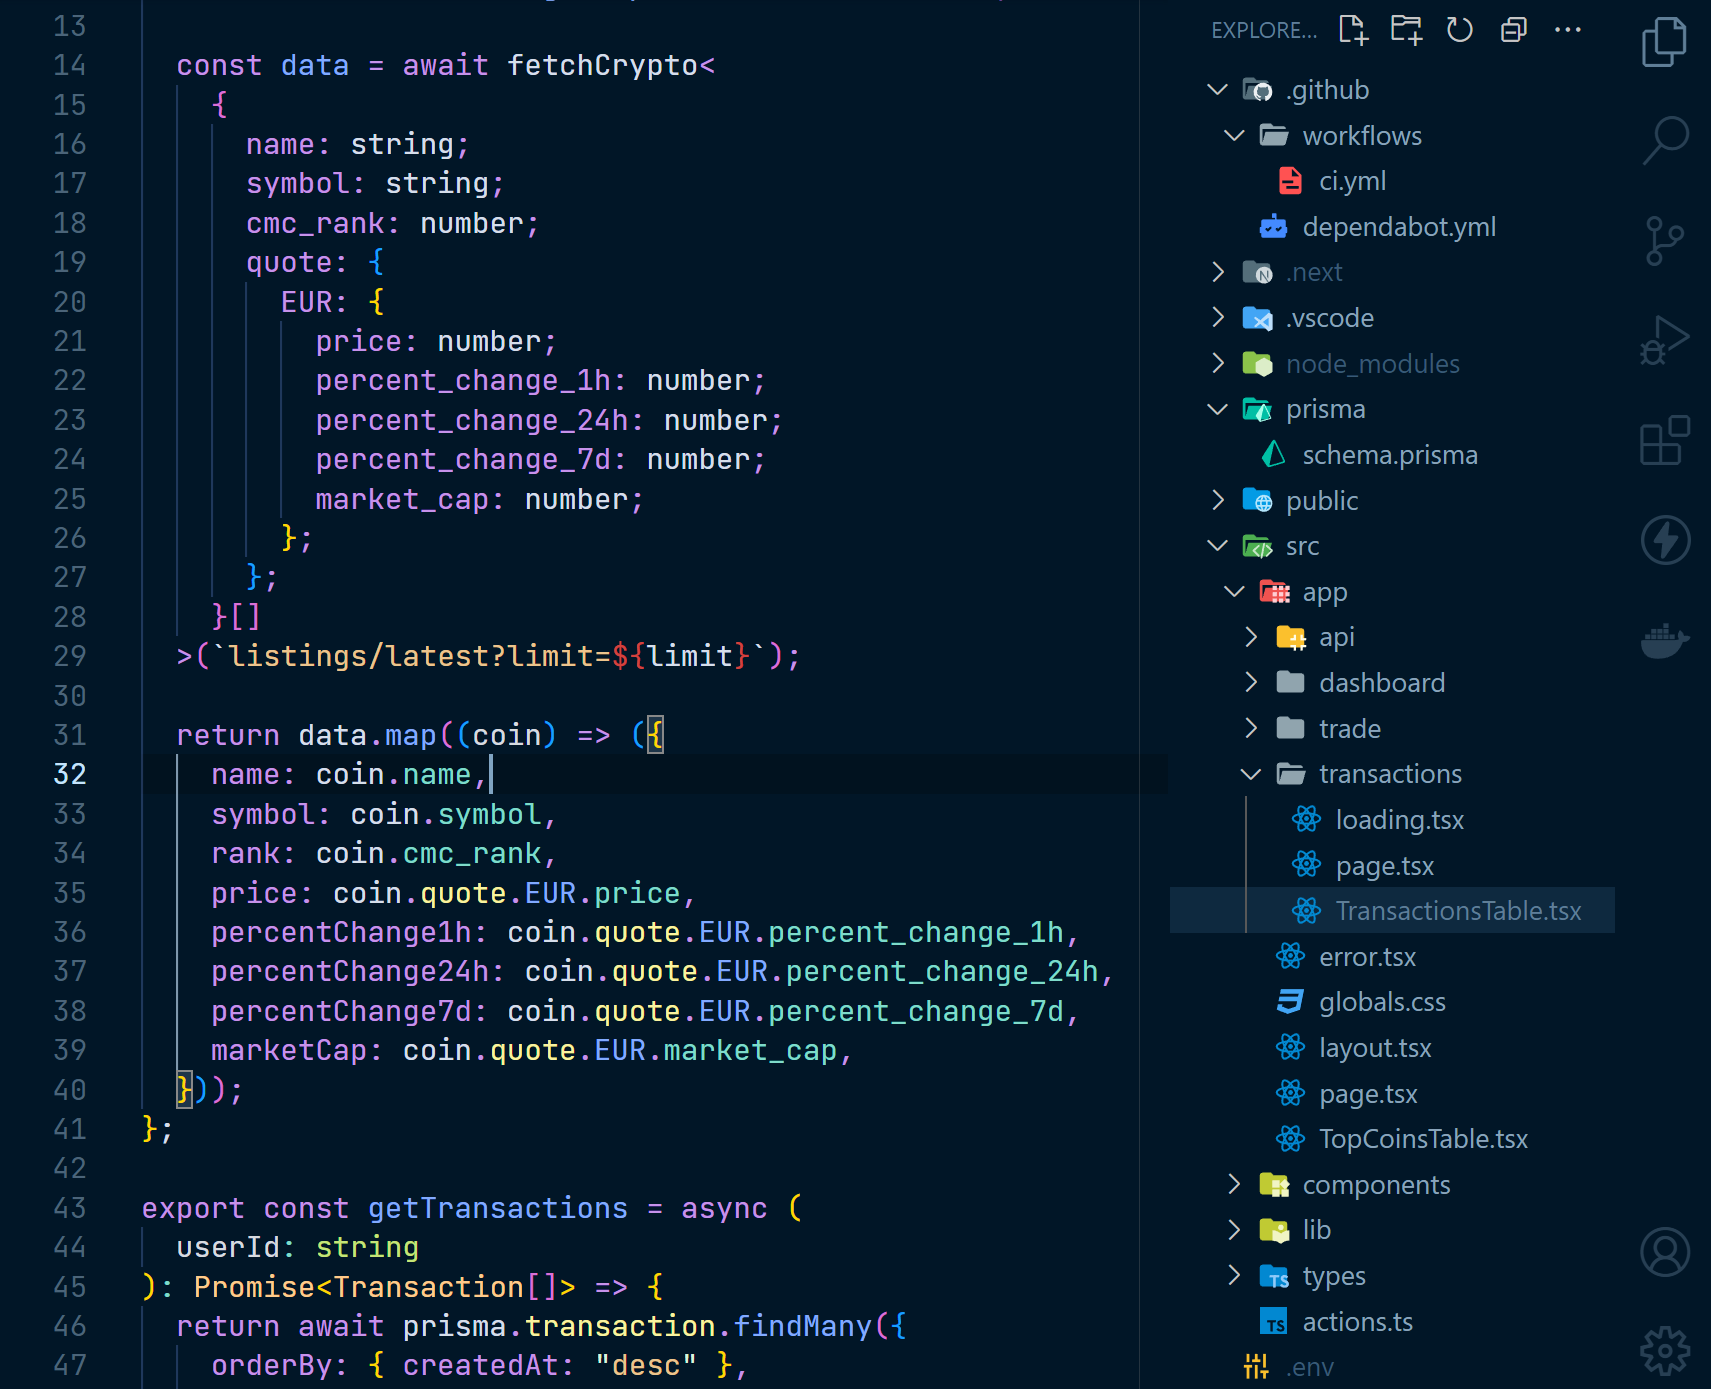 13
14 const data = await fetchCrypto<
15 {
16 name: string;
17 symbol: string;
18 cmc_rank: number;
19 quote: {
20 EUR: {
21 price: number;
22 percent_change_1h: number;
23 percent_change_24h: number;
24 percent_change_7d: number;
25 market_cap: number;
26 };
27 };
28 }[]
29 >(`listings/latest?limit=${limit}`);
30
31 return data.map((coin) => ({
32 name: coin.name,
33 symbol: coin.symbol,
34 rank: coin.cmc_rank,
35 price: coin.quote.EUR.price,
36 percentChange1h: coin.quote.EUR.percent_change_1h,
37 percentChange24h: coin.quote.EUR.percent_change_24h,
38 percentChange7d: coin.quote.EUR.percent_change_7d,
39 marketCap: coin.quote.EUR.market_cap,
40 }));
41 };
42
43 export const getTransactions = async (
44 userId: string
45 ): Promise<Transaction[]> => {
46 return await prisma.transaction.findMany({
47 orderBy: { createdAt: "desc" },
EXPLORE...
.github
workflows
ci.yml
dependabot.yml
.next
.vscode
node_modules
prisma
schema.prisma
public
src
app
api
dashboard
trade
transactions
loading.tsx
page.tsx
TransactionsTable.tsx
error.tsx
globals.css
layout.tsx
page.tsx
TopCoinsTable.tsx
components
lib
TS types
TS actions.ts
.env